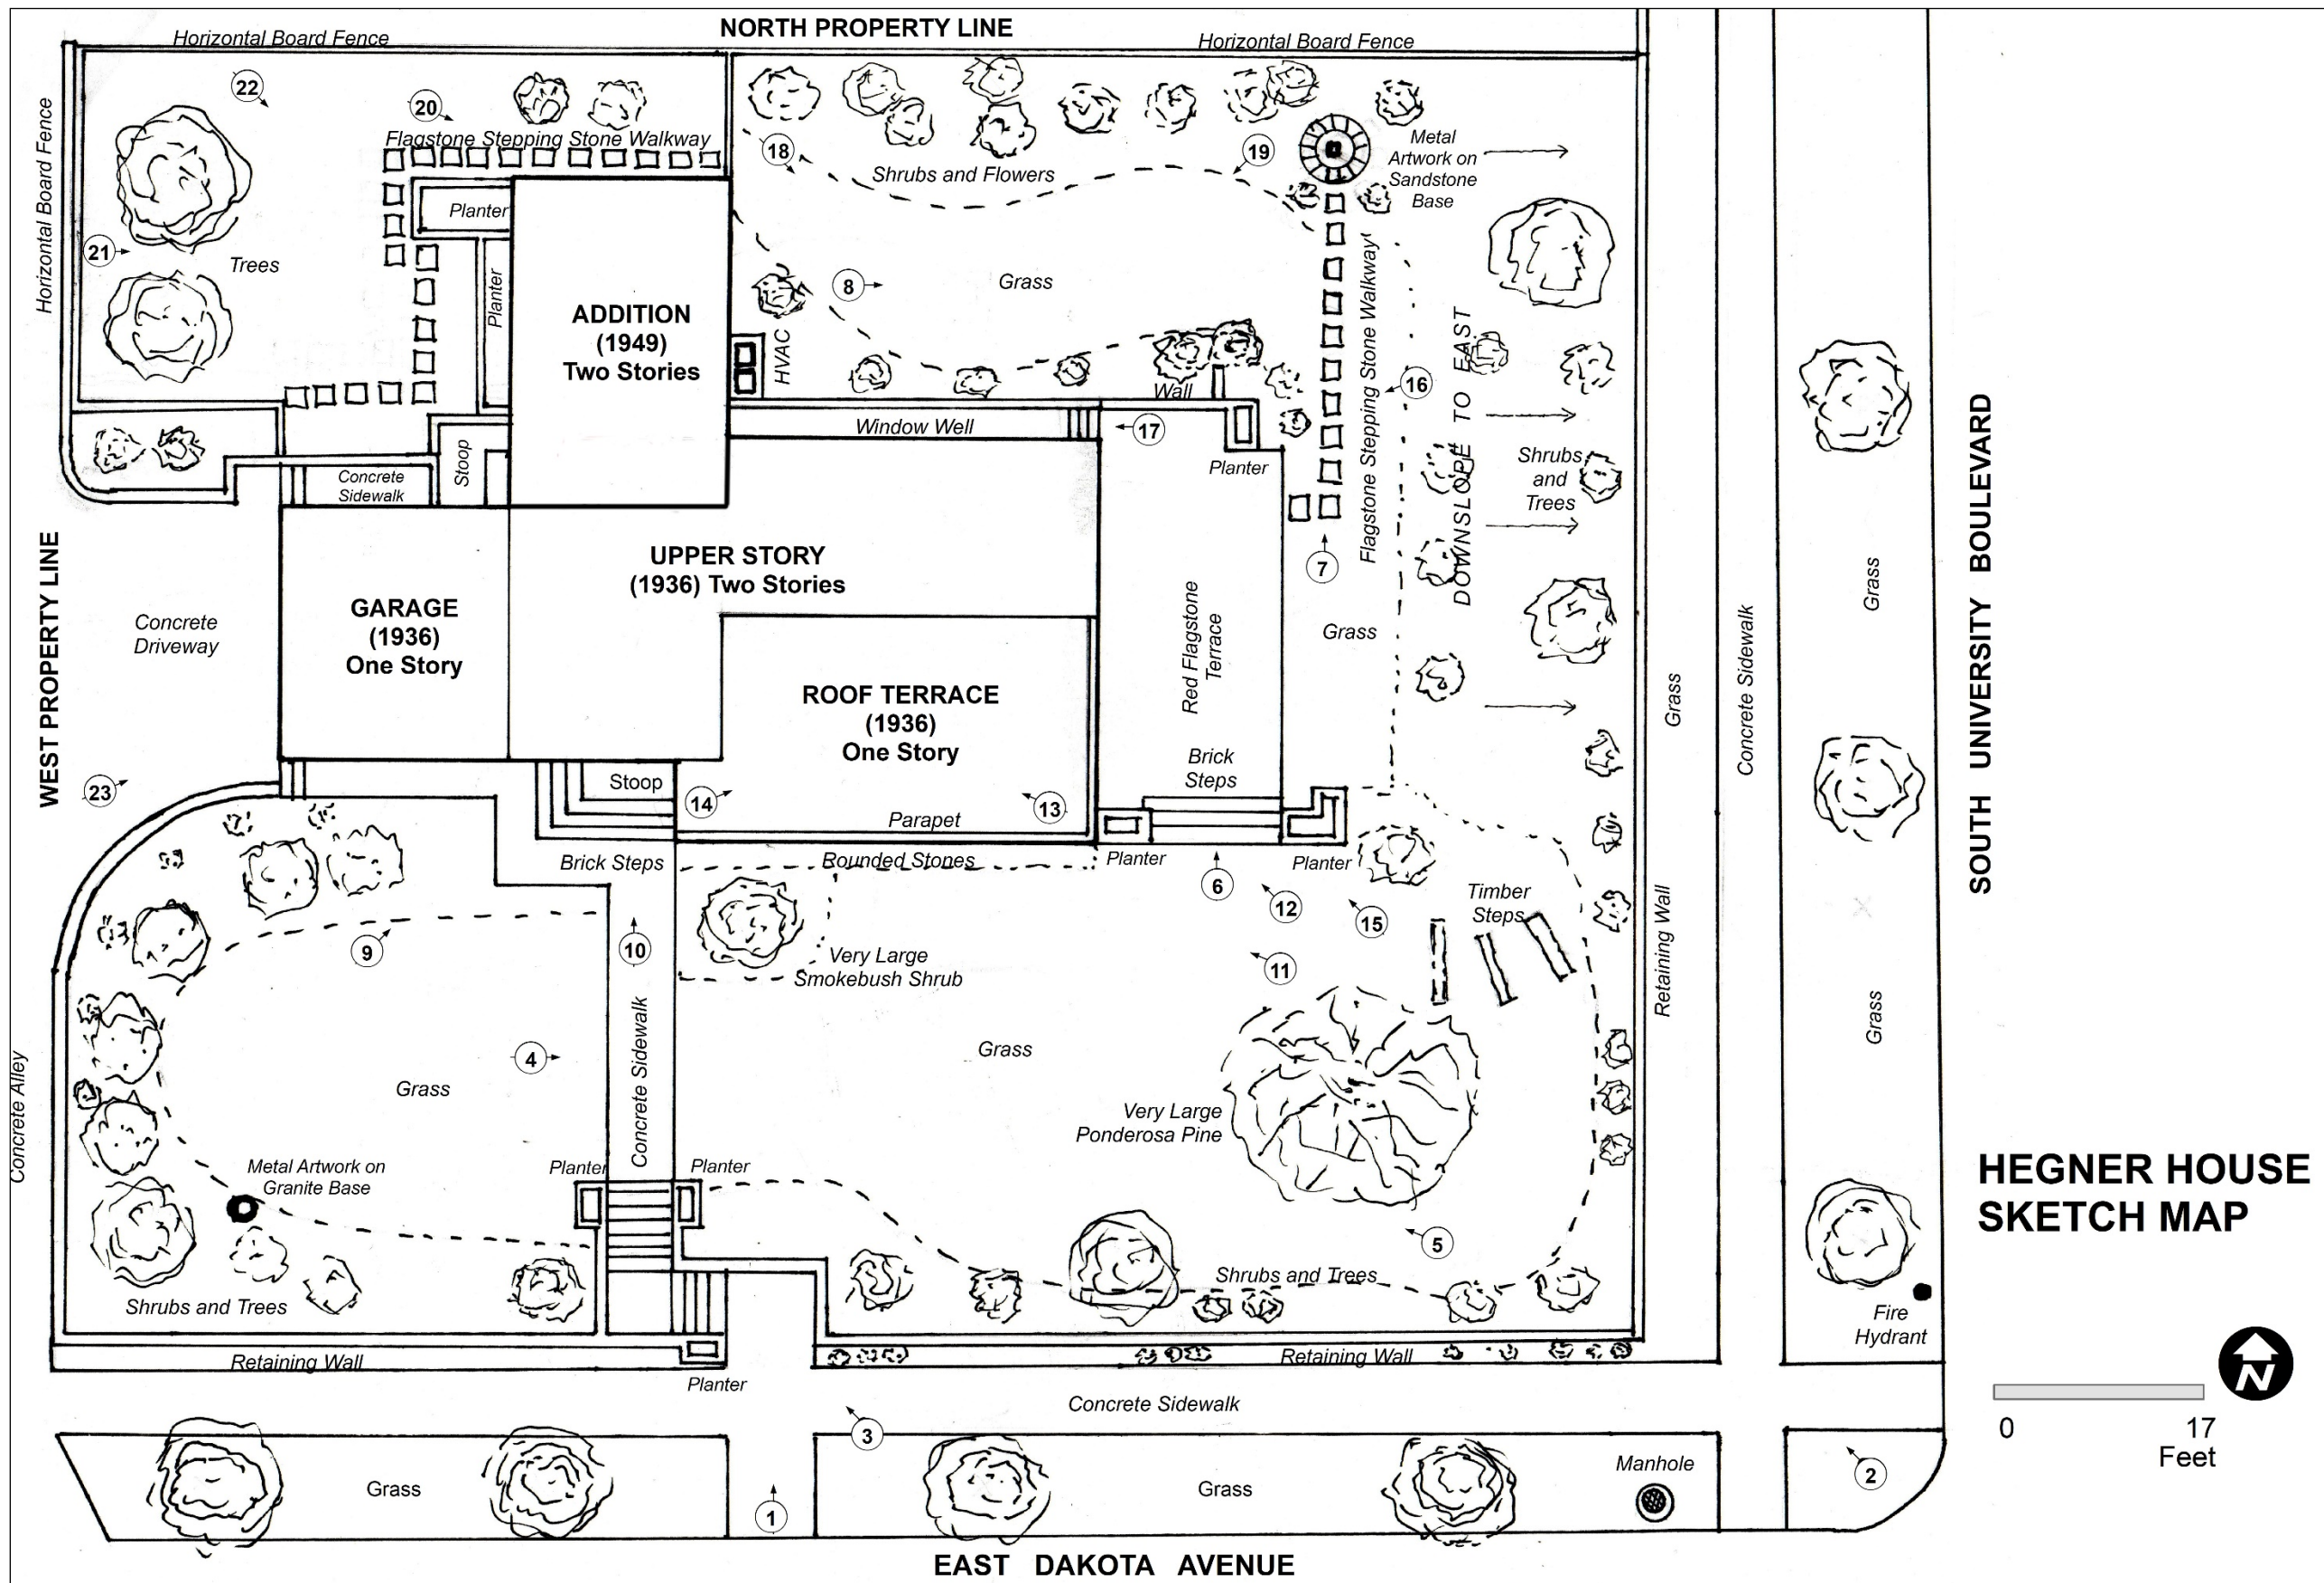 NORTH PROPERTY LINE
Horizontal Board Fence
Horizontal Board Fence
Horizontal Board Fence
22
20
Flagstone Stepping Stone Walkway
18
Shrubs and Flowers
19
Metal
Artwork on
Sandstone
Base
Planter
21
Trees
Planter
ADDITION
(1949)
Two Stories
HVAC
8
Grass
Flagstone Stepping Stone Walkway
DOWNSLOPE TO EAST
16
Wall
Window Well
17
Planter
Shrubs
and
Trees
Stoop
Concrete
Sidewalk
WEST PROPERTY LINE
Concrete
Driveway
GARAGE
(1936)
One Story
UPPER STORY
(1936) Two Stories
ROOF TERRACE
(1936)
One Story
Red Flagstone
Terrace
7
Grass
Grass
Concrete Sidewalk
Grass
SOUTH UNIVERSITY BOULEVARD
23
Stoop
14
13
Parapet
Brick
Steps
Brick Steps
Rounded Stones
Planter
Planter
6
12
15
Timber
Steps
9
10
Very Large
Smokebush Shrub
11
Retaining Wall
Grass
Concrete Alley
4
Grass
Concrete Sidewalk
Grass
Very Large
Ponderosa Pine
Metal Artwork on
Granite Base
Planter
Planter
5
Shrubs and Trees
Shrubs and Trees
HEGNER HOUSE
SKETCH MAP
Fire
Hydrant
N
Retaining Wall
Planter
Retaining Wall
Concrete Sidewalk
3
0 17
Feet
Grass
1
Grass
Manhole
2
EAST DAKOTA AVENUE